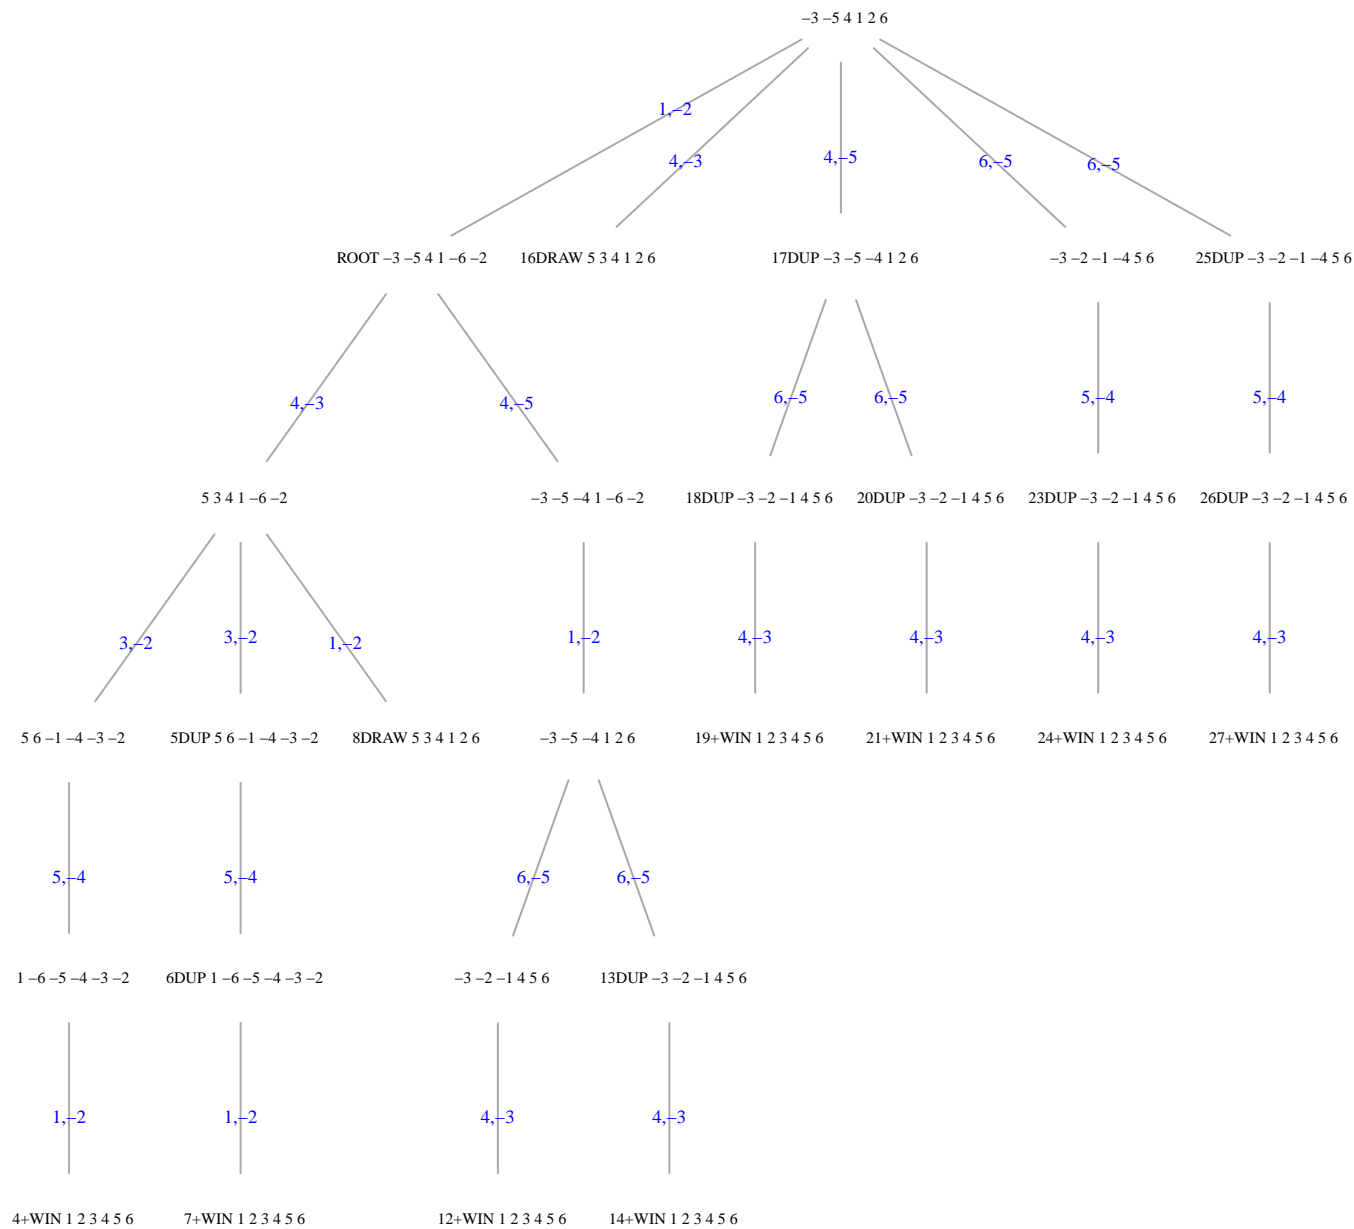 −3 −5 4 1 2 6
1,−2
4,−3
4,−5
6,−5
6,−5
ROOT −3 −5 4 1 −6 −2
16DRAW 5 3 4 1 2 6
17DUP −3 −5 −4 1 2 6
−3 −2 −1 −4 5 6
25DUP −3 −2 −1 −4 5 6
4,−3
4,−5
6,−5
6,−5
5,−4
5,−4
5 3 4 1 −6 −2
−3 −5 −4 1 −6 −2
18DUP −3 −2 −1 4 5 6
20DUP −3 −2 −1 4 5 6
23DUP −3 −2 −1 4 5 6
26DUP −3 −2 −1 4 5 6
3,−2
3,−2
1,−2
1,−2
4,−3
4,−3
4,−3
4,−3
5 6 −1 −4 −3 −2
5DUP 5 6 −1 −4 −3 −2
8DRAW 5 3 4 1 2 6
−3 −5 −4 1 2 6
19+WIN 1 2 3 4 5 6
21+WIN 1 2 3 4 5 6
24+WIN 1 2 3 4 5 6
27+WIN 1 2 3 4 5 6
5,−4
5,−4
6,−5
6,−5
1 −6 −5 −4 −3 −2
6DUP 1 −6 −5 −4 −3 −2
−3 −2 −1 4 5 6
13DUP −3 −2 −1 4 5 6
1,−2
1,−2
4,−3
4,−3
4+WIN 1 2 3 4 5 6
7+WIN 1 2 3 4 5 6
12+WIN 1 2 3 4 5 6
14+WIN 1 2 3 4 5 6